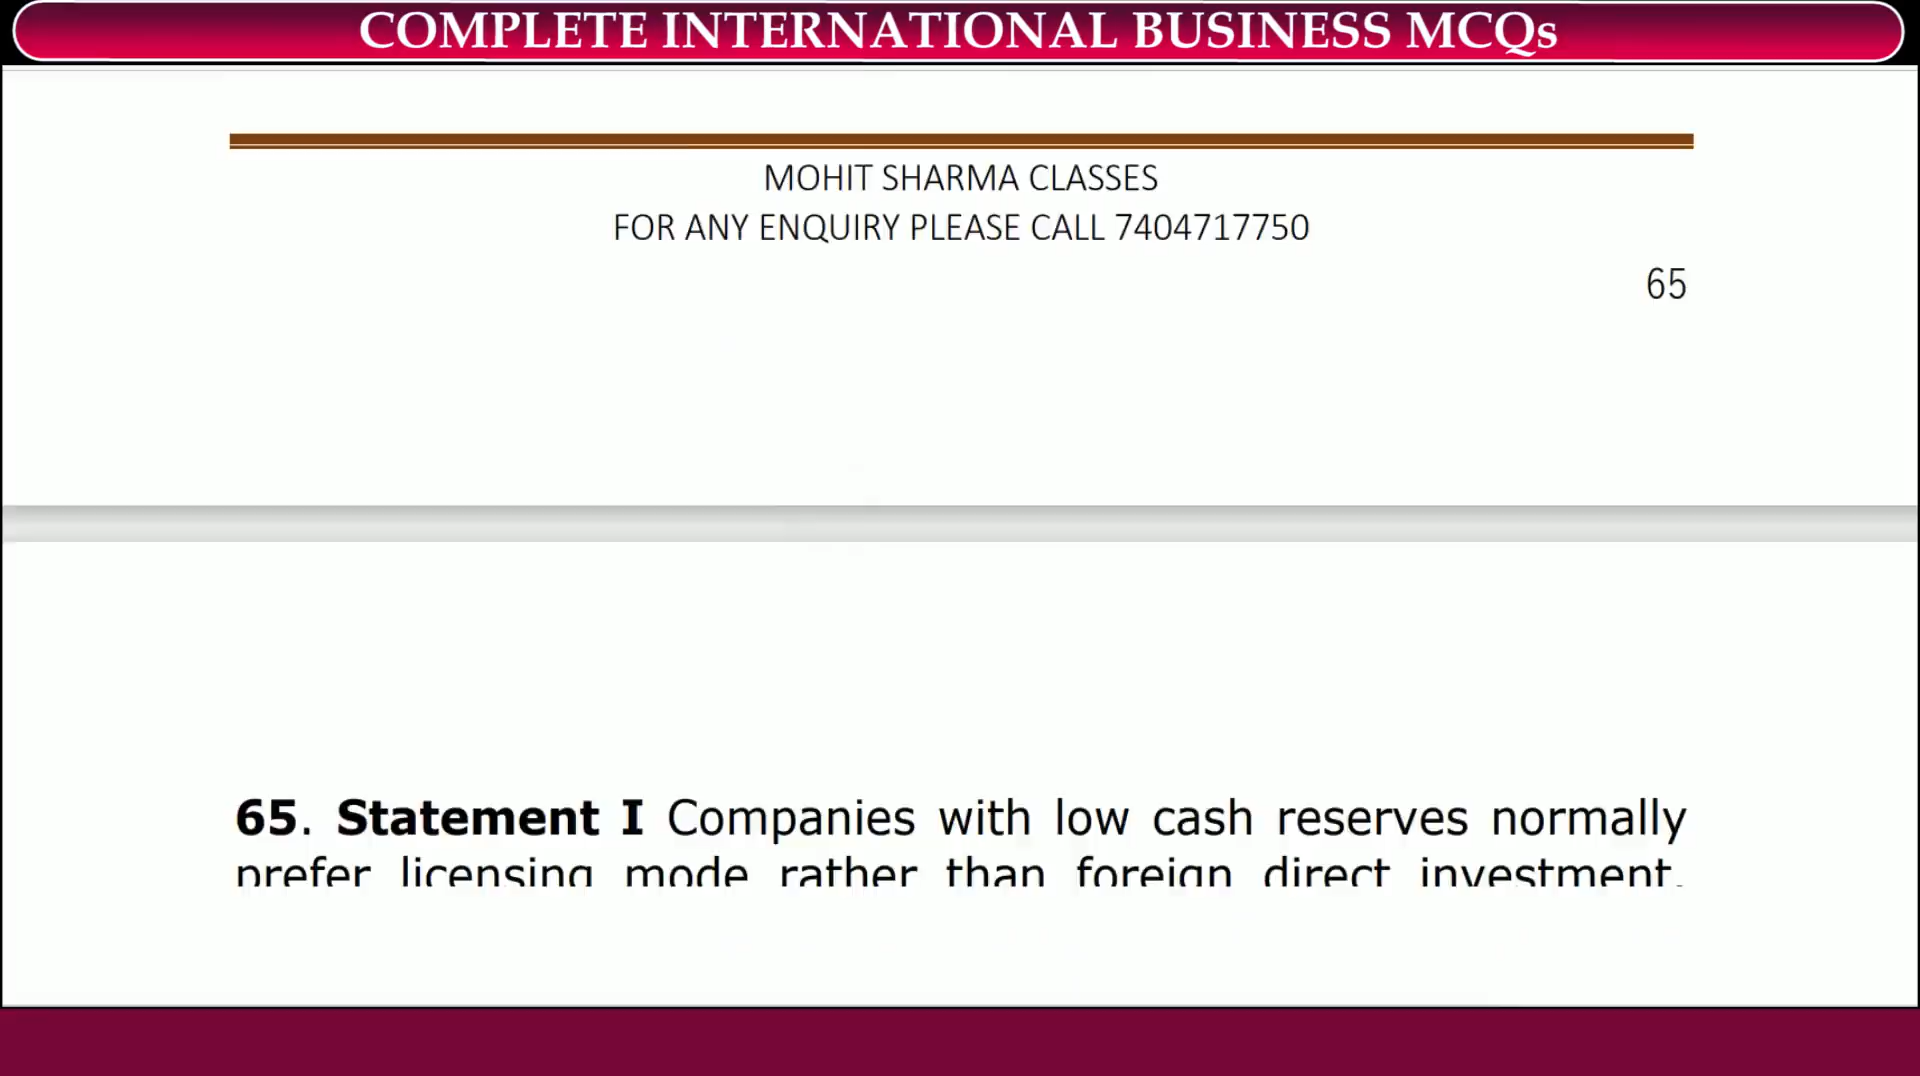 COMPLETE INTERNATIONAL BUSINESS MCQs
MOHIT SHARMA CLASSES
FOR ANY ENQUIRY PLEASE CALL 7404717750
65
65. Statement I Companies with low cash reserves normally
prefer licensing mode rather than foreign direct investment.